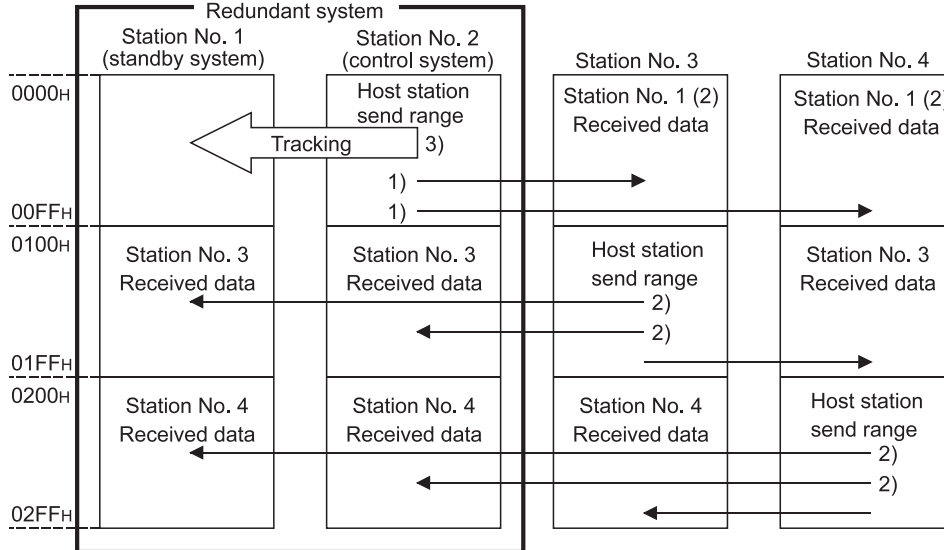 Redundant system
Station No. 1
(standby system)
Station No. 2
(control system)
Station No. 3
Station No. 4
0000H
Host station
send range
Station No. 1 (2)
Received data
Station No. 1 (2)
Received data
Tracking
3)
1)
1)
00FFH
0100H
Station No. 3
Received data
Station No. 3
Received data
Host station
send range
Station No. 3
Received data
2)
2)
01FFH
0200H
Station No. 4
Received data
Station No. 4
Received data
Station No. 4
Received data
Host station
send range
2)
2)
02FFH